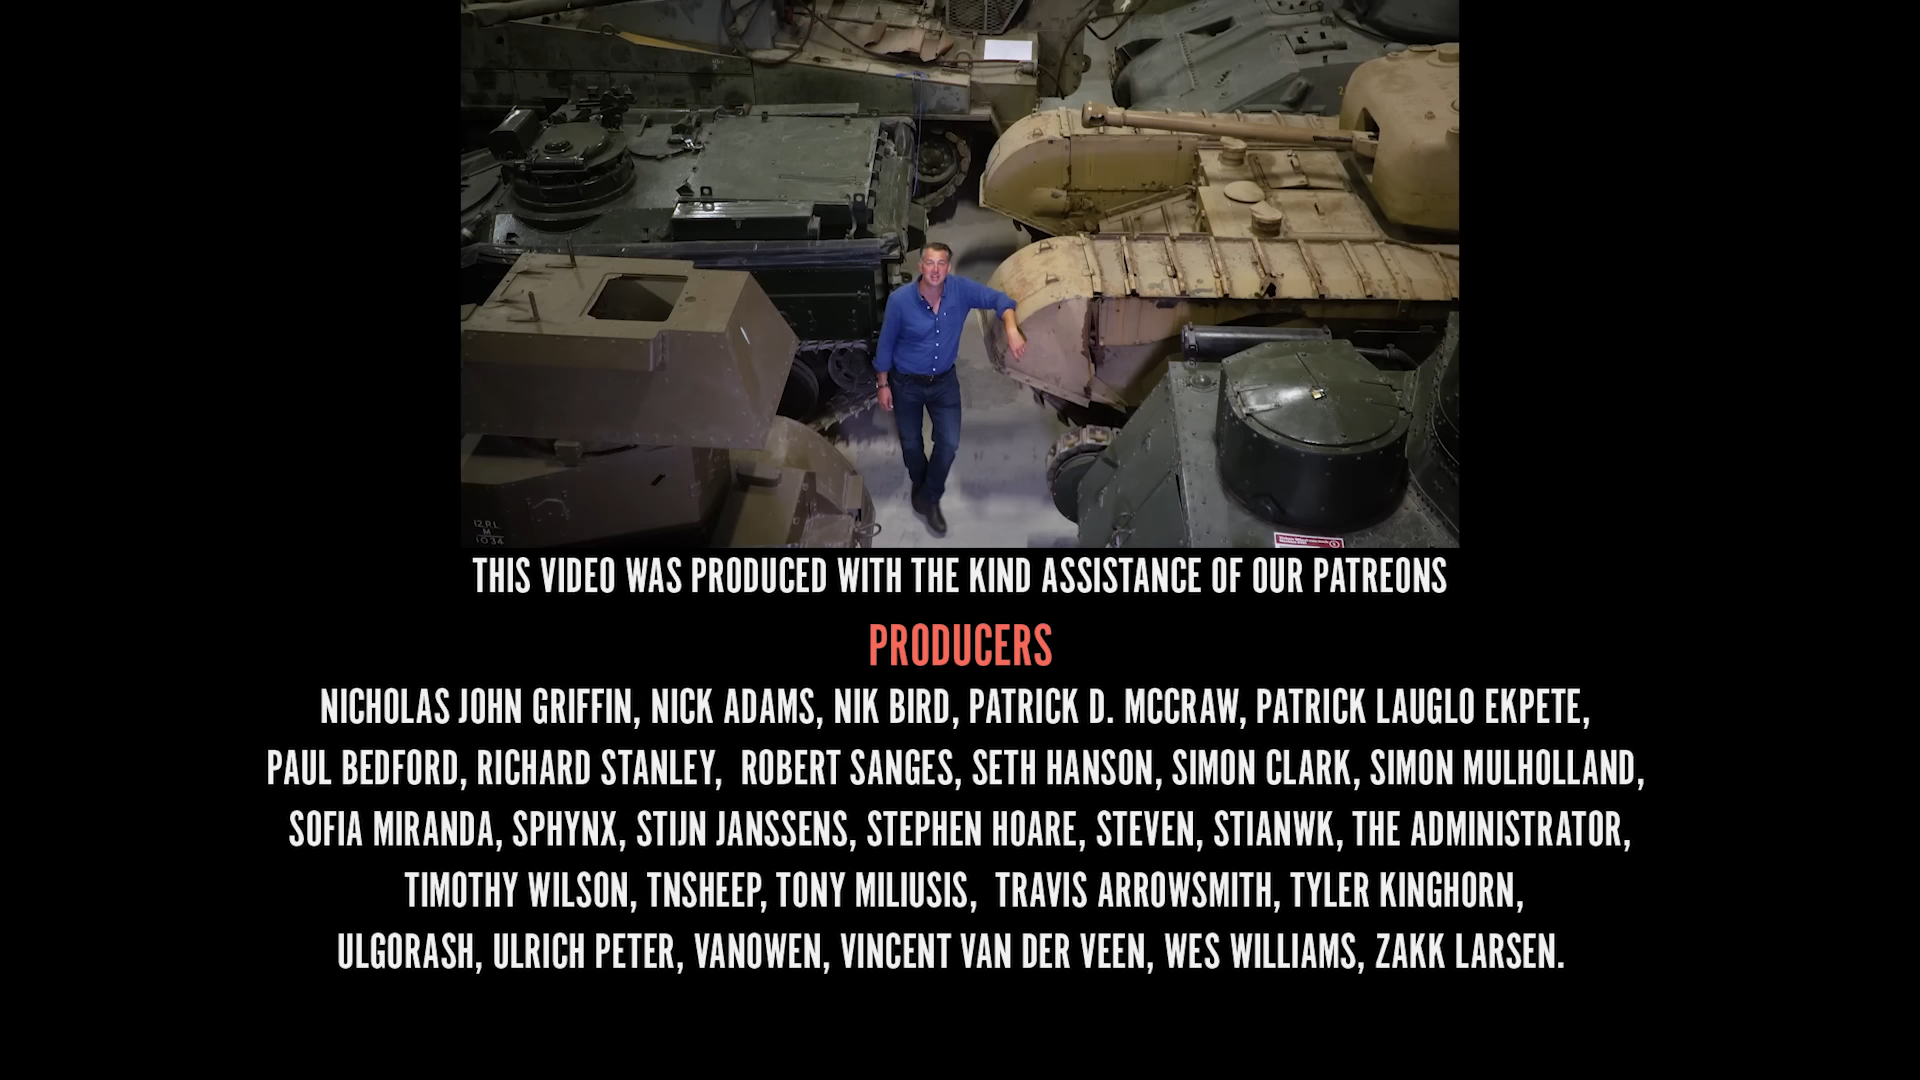 12.R.L.
M
1034
THIS VIDEO WAS PRODUCED WITH THE KIND ASSISTANCE OF OUR PATREONS
PRODUCERS
NICHOLAS JOHN GRIFFIN, NICK ADAMS, NIK BIRD, PATRICK D. MCCRAW, PATRICK LAUGLO EKPETE,
PAUL BEDFORD, RICHARD STANLEY, ROBERT SANGES, SETH HANSON, SIMON CLARK, SIMON MULHOLLAND,
SOFIA MIRANDA, SPHYNX, STIJN JANSSENS, STEPHEN HOARE, STEVEN, STIANWK, THE ADMINISTRATOR,
TIMOTHY WILSON, TNSHEEP, TONY MILIUSIS, TRAVIS ARROWSMITH, TYLER KINGHORN,
ULGORASH, ULRICH PETER, VANOWEN, VINCENT VAN DER VEEN, WES WILLIAMS, ZAKK LARSEN.